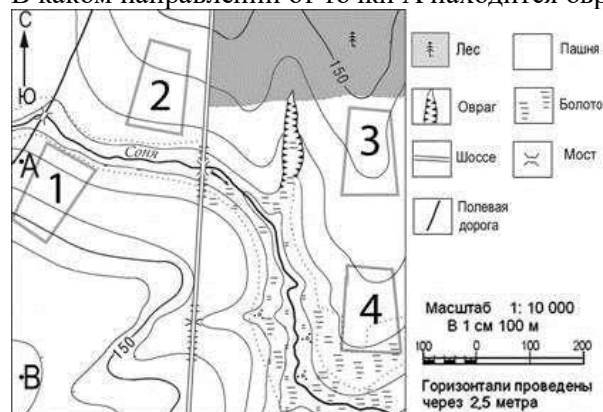 В каком направлении от точки А находится овр
С
Ю
150
2
3
Соня
А
1
4
150
В
Лес
Пашня
Овраг
Болото
Шоссе
Мост
Полевая
дорога
Масштаб 1: 10 000
В 1 см 100 м
100 0 100 200
Горизонтали проведены
через 2,5 метра